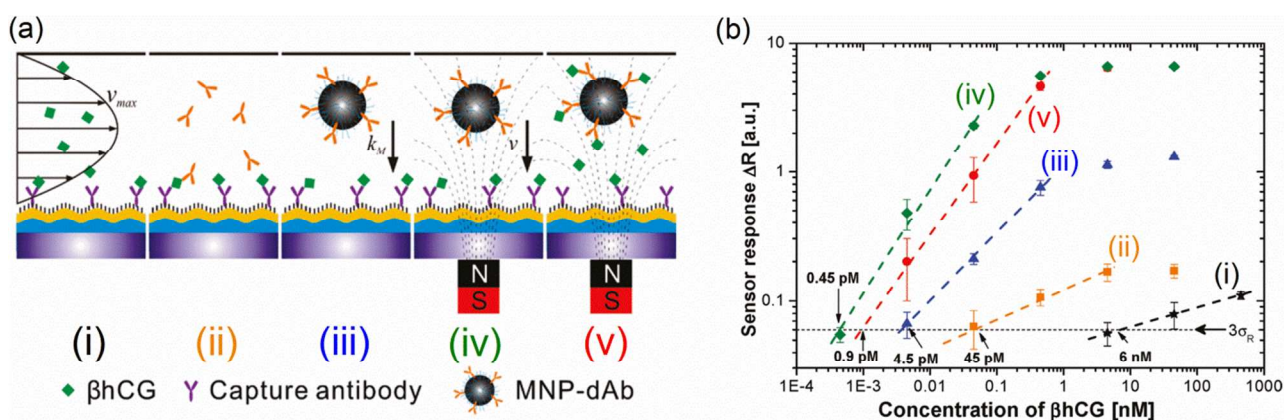 (a)
v_max
k_M
v
N
S
N
S
(i) (ii) (iii) (iv) (v)
βhCG Capture antibody MNP-dAb
(b)
Sensor response ΔR [a.u.]
10
1
0.1
(iv)
(v)
(iii)
(ii)
(i)
0.45 pM
0.9 pM
4.5 pM
45 pM
6 nM
3σ_R
1E-4 1E-3 0.01 0.1 1 10 100 1000
Concentration of βhCG [nM]